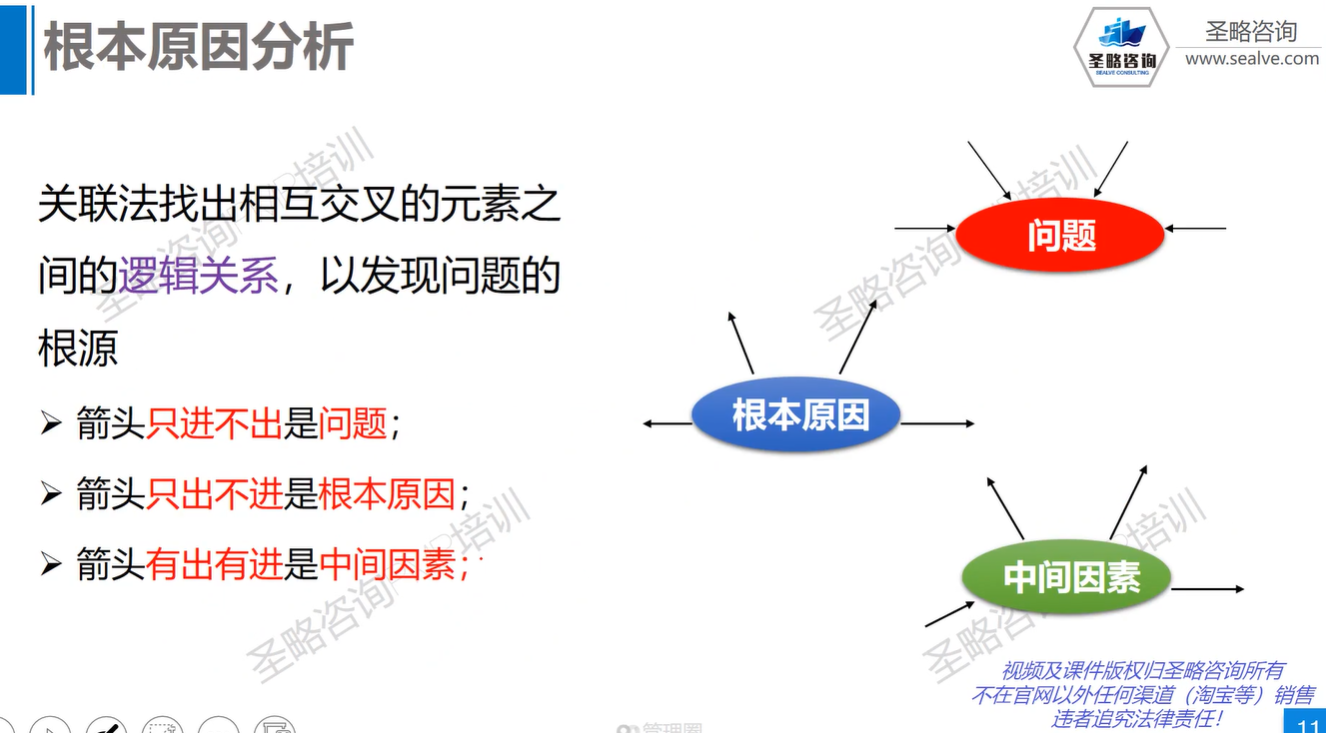 根本原因分析
圣略咨询
SEALVE CONSULTING
圣略咨询
www.sealve.com
关联法找出相互交叉的元素之
间的逻辑关系，以发现问题的
根源
箭头只进不出是问题；
箭头只出不进是根本原因；
箭头有出有进是中间因素；
问题
根本原因
中间因素
圣略咨询 培训
圣略咨询 培训
圣略咨询 培训
圣略咨询 培训
视频及课件版权归圣略咨询所有
不在官网以外任何渠道（淘宝等）销售
违者追究法律责任！
管理圈
11